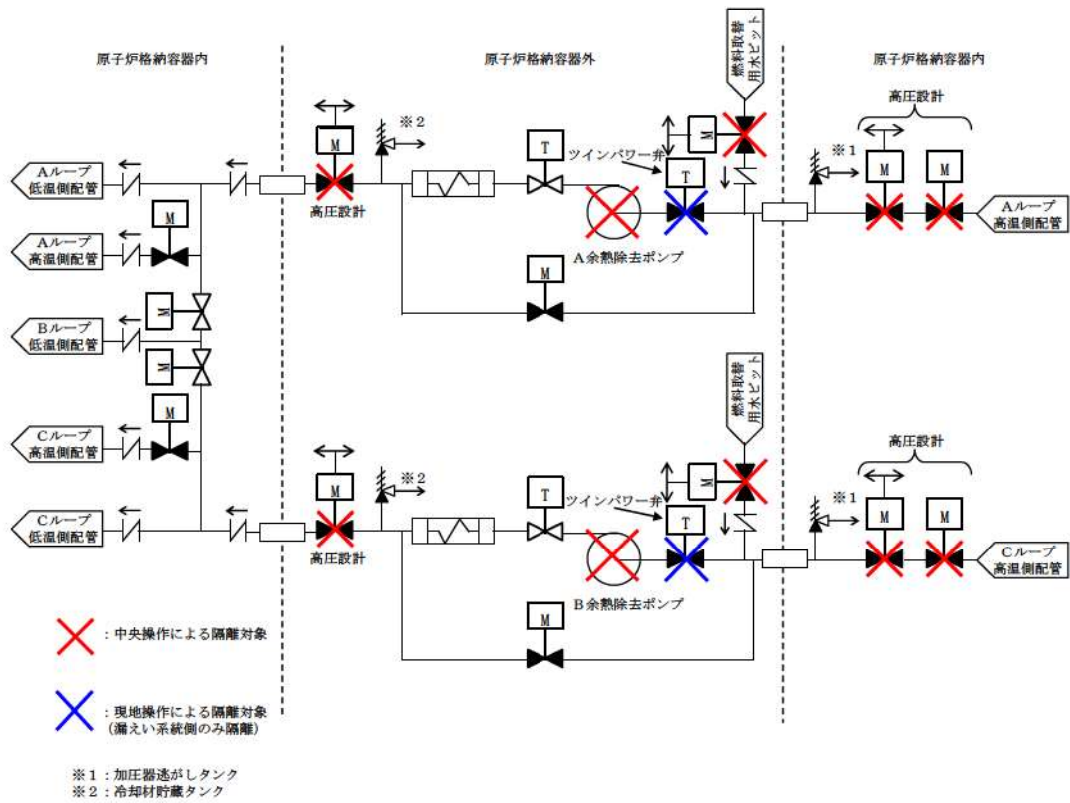 原子炉格納容器内
原子炉格納容器外
原子炉格納容器内
燃料取替
用水ピット
高圧設計
※2
※1
M
T
M
ツインパワー弁
T
M
M
Aループ
低温側配管
高圧設計
M
Aループ
高温側配管
Aループ
高温側配管
A余熱除去ポンプ
M
M
Bループ
低温側配管
M
燃料取替
用水ピット
M
Cループ
高温側配管
高圧設計
※2
※1
M
T
M
ツインパワー弁
T
M
M
Cループ
低温側配管
高圧設計
Cループ
高温側配管
B余熱除去ポンプ
M
:中央操作による隔離対象
:現地操作による隔離対象
(漏えい系統側のみ隔離)
※1:加圧器逃がしタンク
※2:冷却材貯蔵タンク